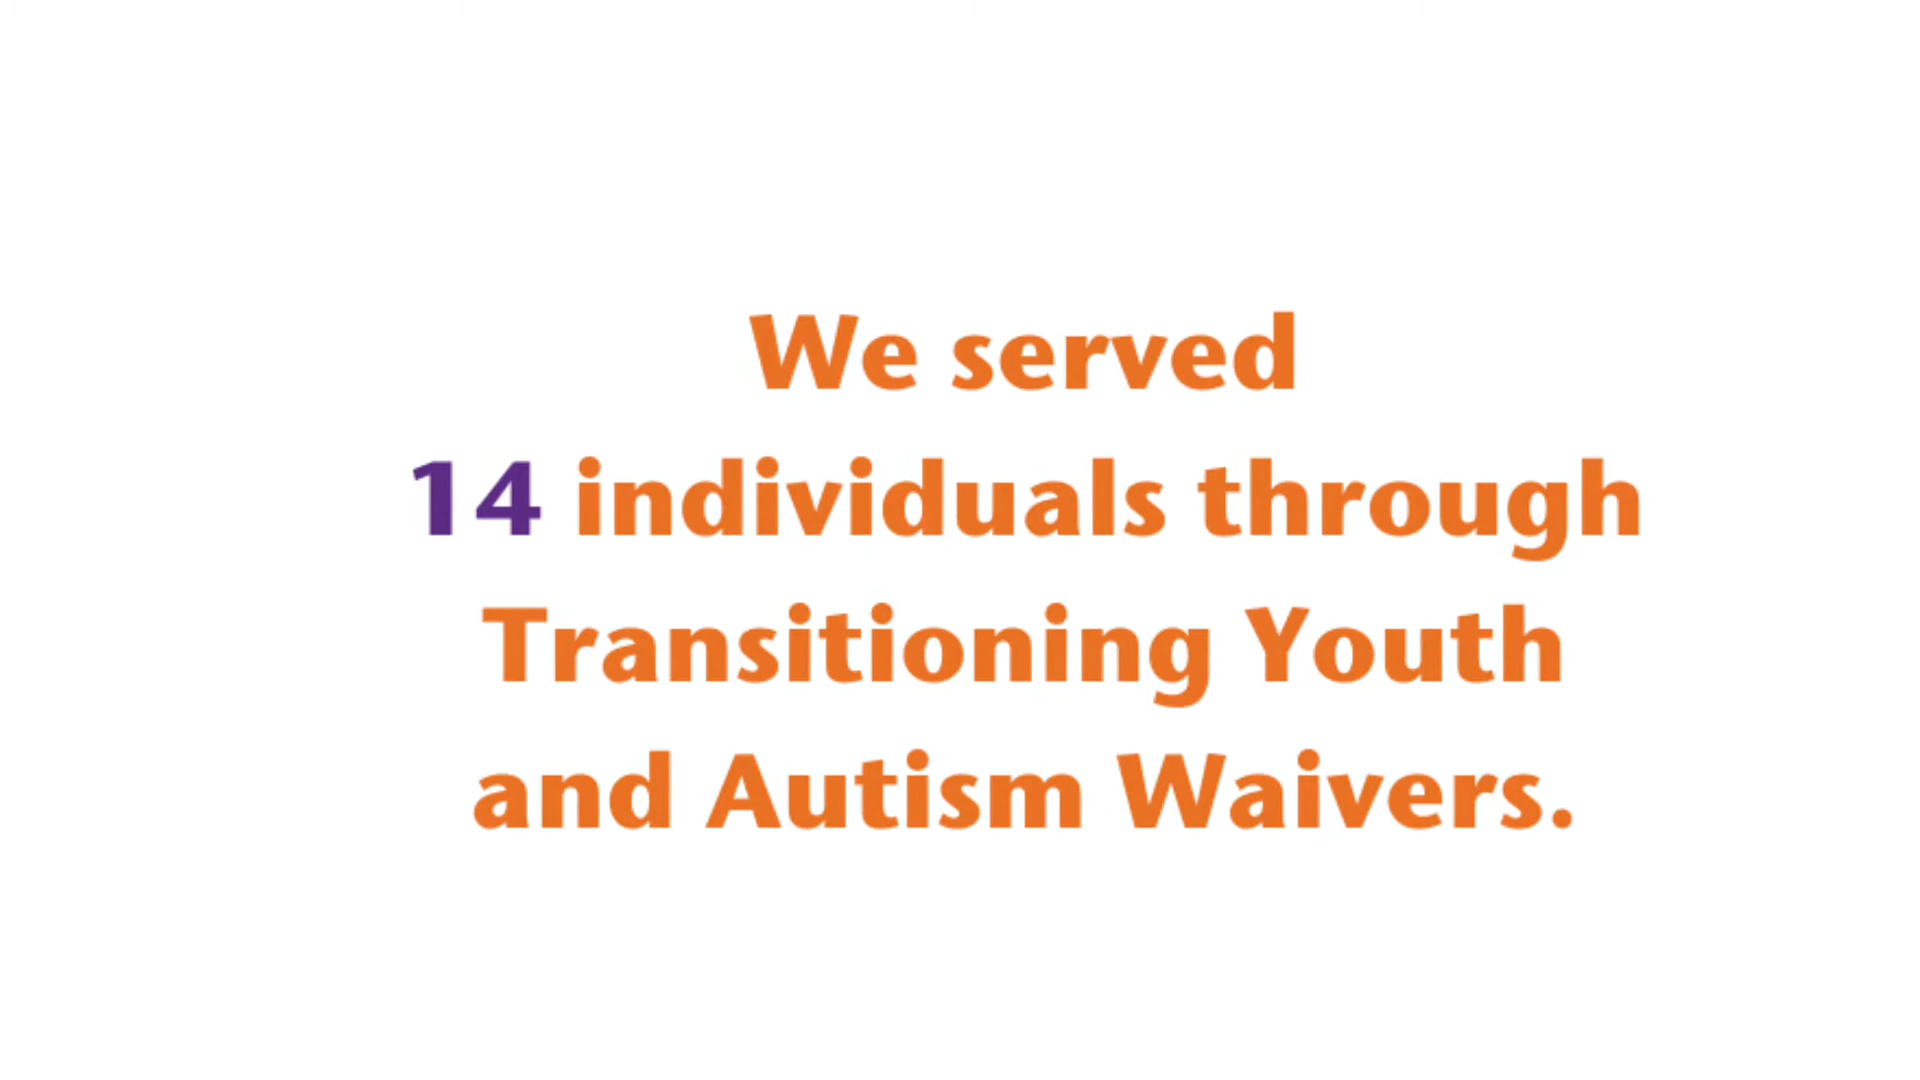 We served
14 individuals through
Transitioning Youth
and Autism Waivers.